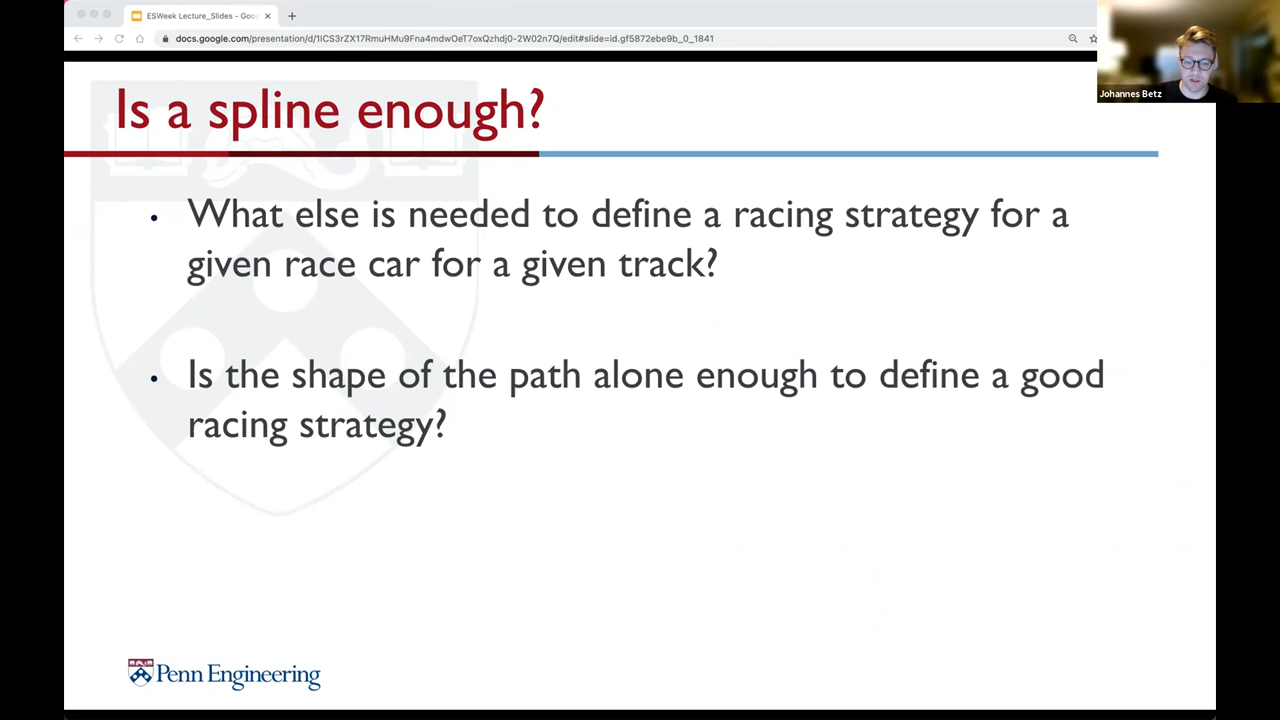 ESWeek Lecture_Slides - Goo
docs.google.com/presentation/d/1ICS3rZX17RmuHMu9Fna4mdwOeT7oxQzhdj0-2W02n7Q/edit#slide=id.gf5872ebe9b_0_1841
Johannes Betz
Is a spline enough?
• What else is needed to define a racing strategy for a
given race car for a given track?
• Is the shape of the path alone enough to define a good
racing strategy?
Penn Engineering